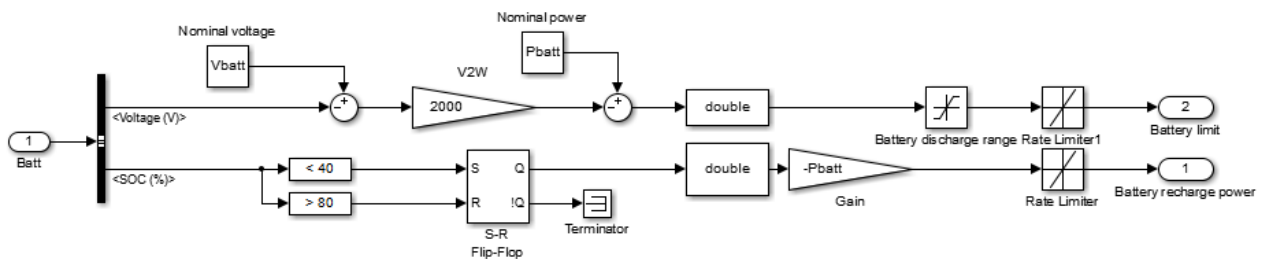 Nominal power
Nominal voltage
Pbatt
Vbatt
V2W
2000
double
2
<Voltage (V)>
Battery discharge range
Rate Limiter1
Battery limit
1
Batt
< 40
S
Q
double
-Pbatt
1
<SOC (%)>
> 80
R
!Q
Gain
Rate Limiter
Battery recharge power
Terminator
S-R
Flip-Flop